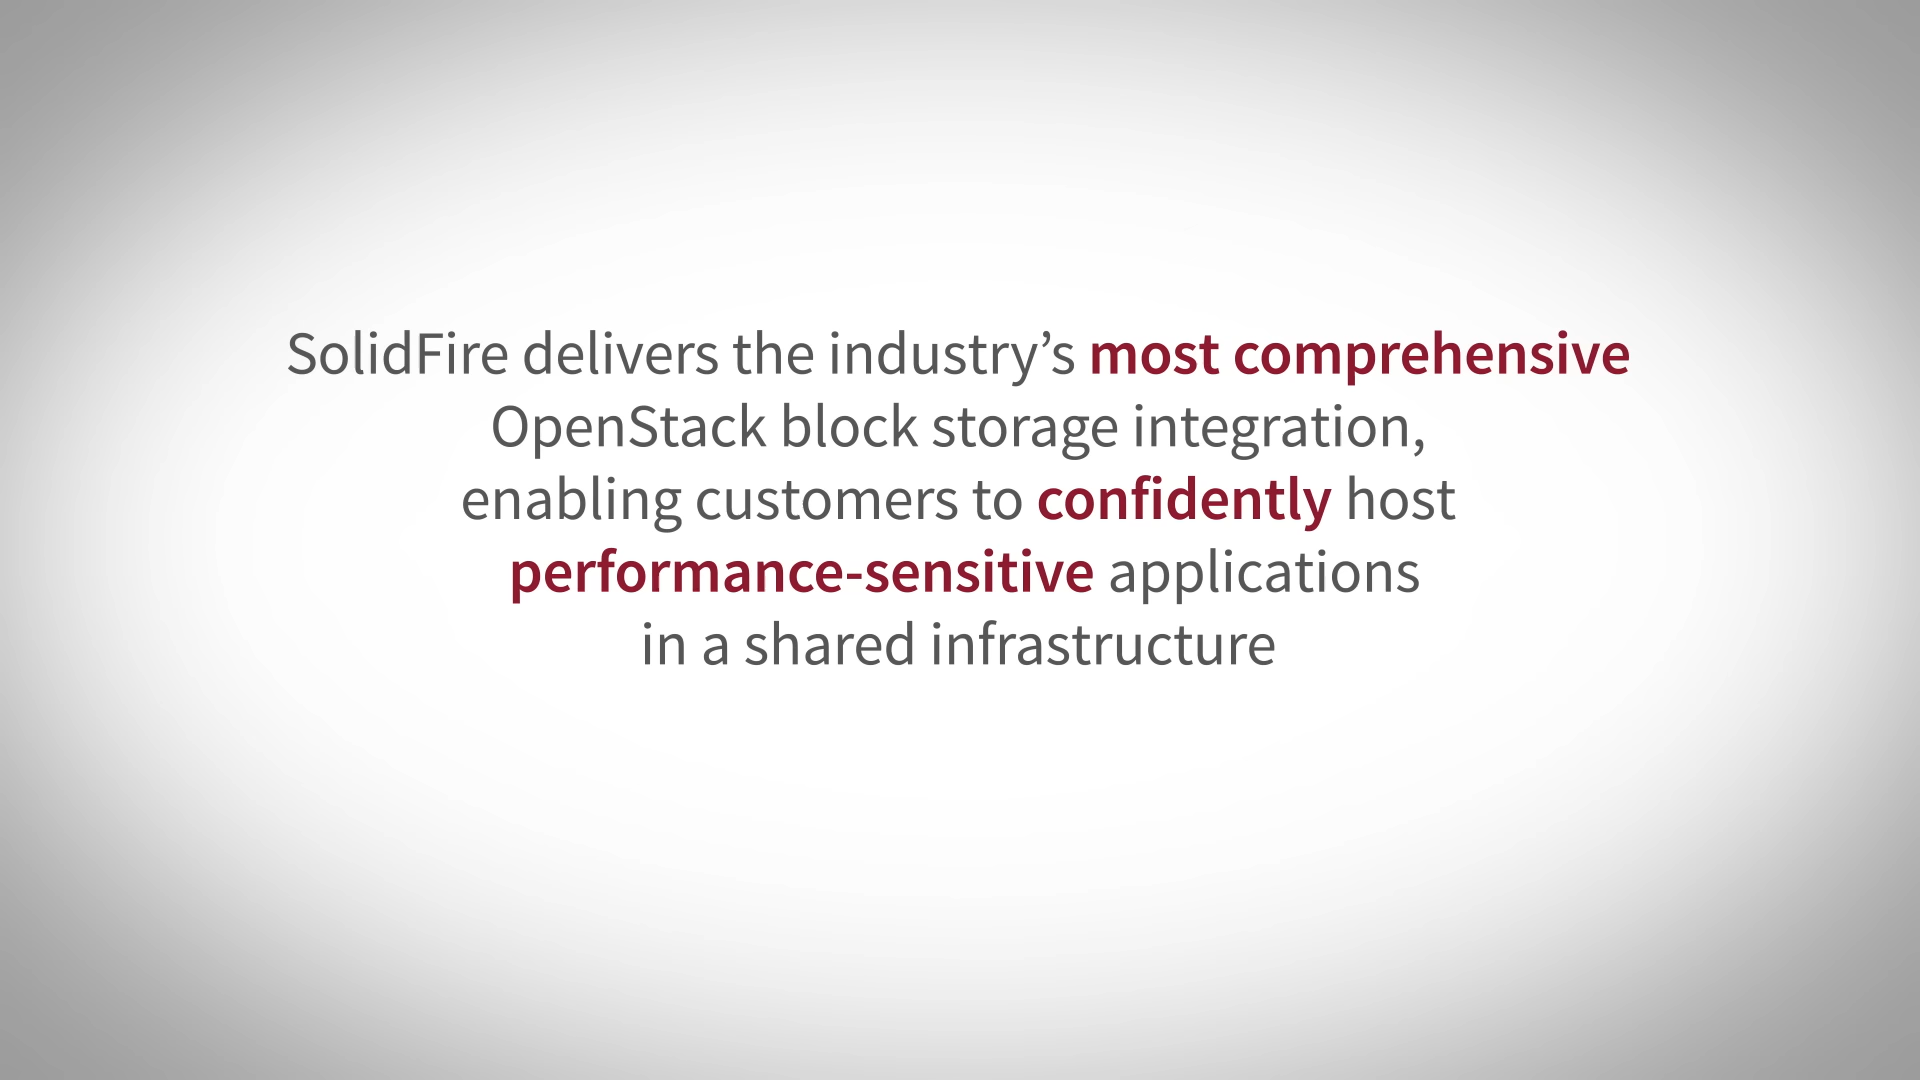 SolidFire delivers the industry’s most comprehensive
OpenStack block storage integration,
enabling customers to confidently host
performance-sensitive applications
in a shared infrastructure